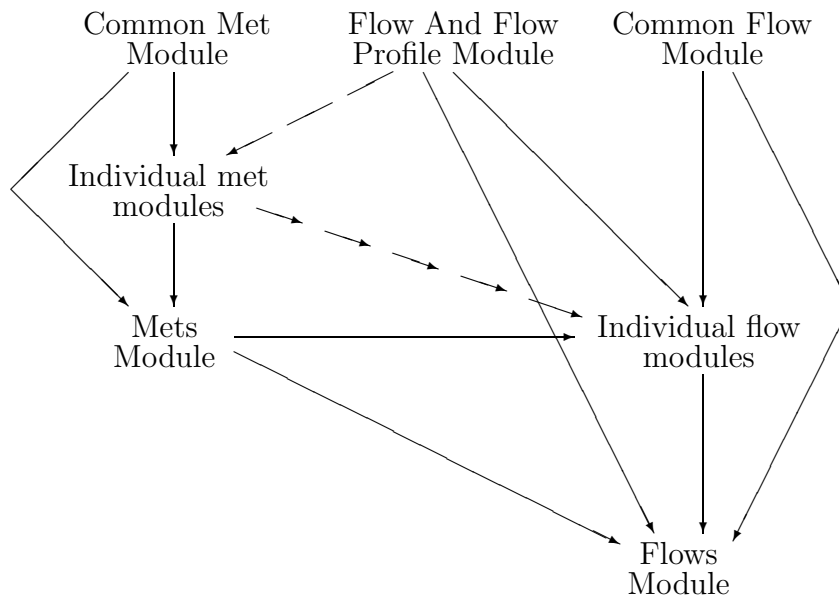 Common Met
Module
Flow And Flow
Profile Module
Common Flow
Module
Individual met
modules
Mets
Module
Individual flow
modules
Flows
Module